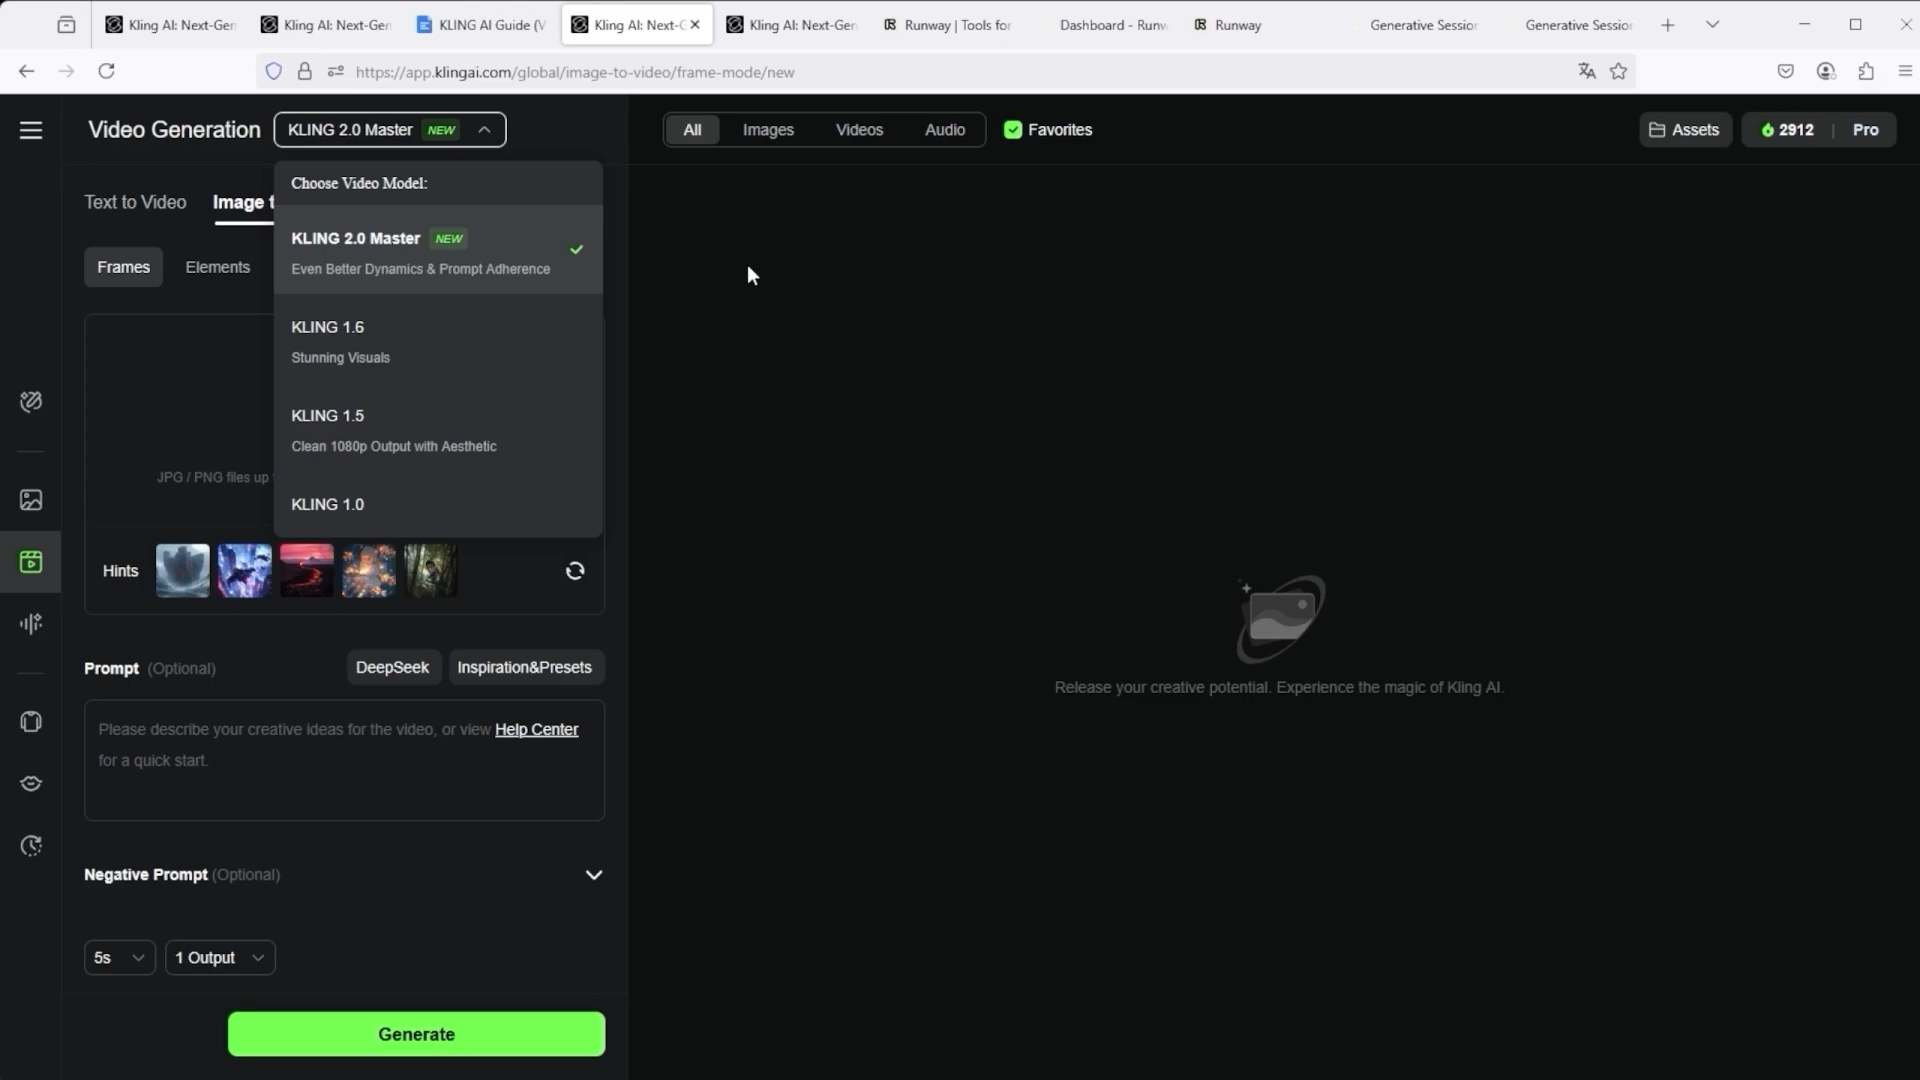 Kling AI: Next-Gen
Kling AI: Next-Gen
KLING AI Guide (V
Kling AI: Next-G
Kling AI: Next-Gen
Runway | Tools for
Dashboard - Runw
Runway
Generative Session
Generative Session
https://app.klingai.com/global/image-to-video/frame-mode/new
Video Generation
KLING 2.0 Master NEW
All
Images
Videos
Audio
Favorites
Assets
2912 | Pro
Choose Video Model:
Text to Video
Image t
KLING 2.0 Master NEW
Even Better Dynamics & Prompt Adherence
Frames
Elements
KLING 1.6
Stunning Visuals
KLING 1.5
Clean 1080p Output with Aesthetic
JPG / PNG files up
KLING 1.0
Hints
Prompt (Optional)
DeepSeek
Inspiration&Presets
Release your creative potential. Experience the magic of Kling AI.
Please describe your creative ideas for the video, or view Help Center
for a quick start.
Negative Prompt (Optional)
5s
1 Output
Generate